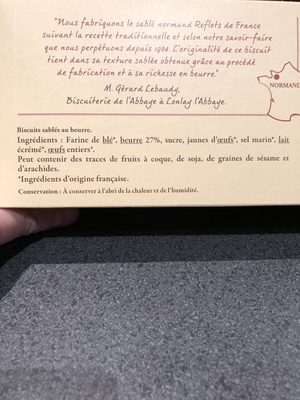 "Nous fabriquons le sablé normand Reflets de France
suivant la recette traditionnelle et selon notre savoir-faire
que nous perpétuons depuis 1968. L'originalité de ce biscuit
tient dans sa texture sablée obtenue grâce au procédé
de fabrication et à sa richesse en beurre."
M. Gérard Lebaudy,
Biscuiterie de l'Abbaye à Lonlay l'Abbaye.
NORMAN
Biscuits sablés au beurre.
Ingrédients : Farine de blé*, beurre 27%, sucre, jaunes d'œufs*, sel marin*, lait
écrémé*, œufs entiers*.
Peut contenir des traces de fruits à coque, de soja, de graines de sésame et
d'arachides.
*Ingrédients d'origine française.
Conservation : À conserver à l'abri de la chaleur et de l'humidité.